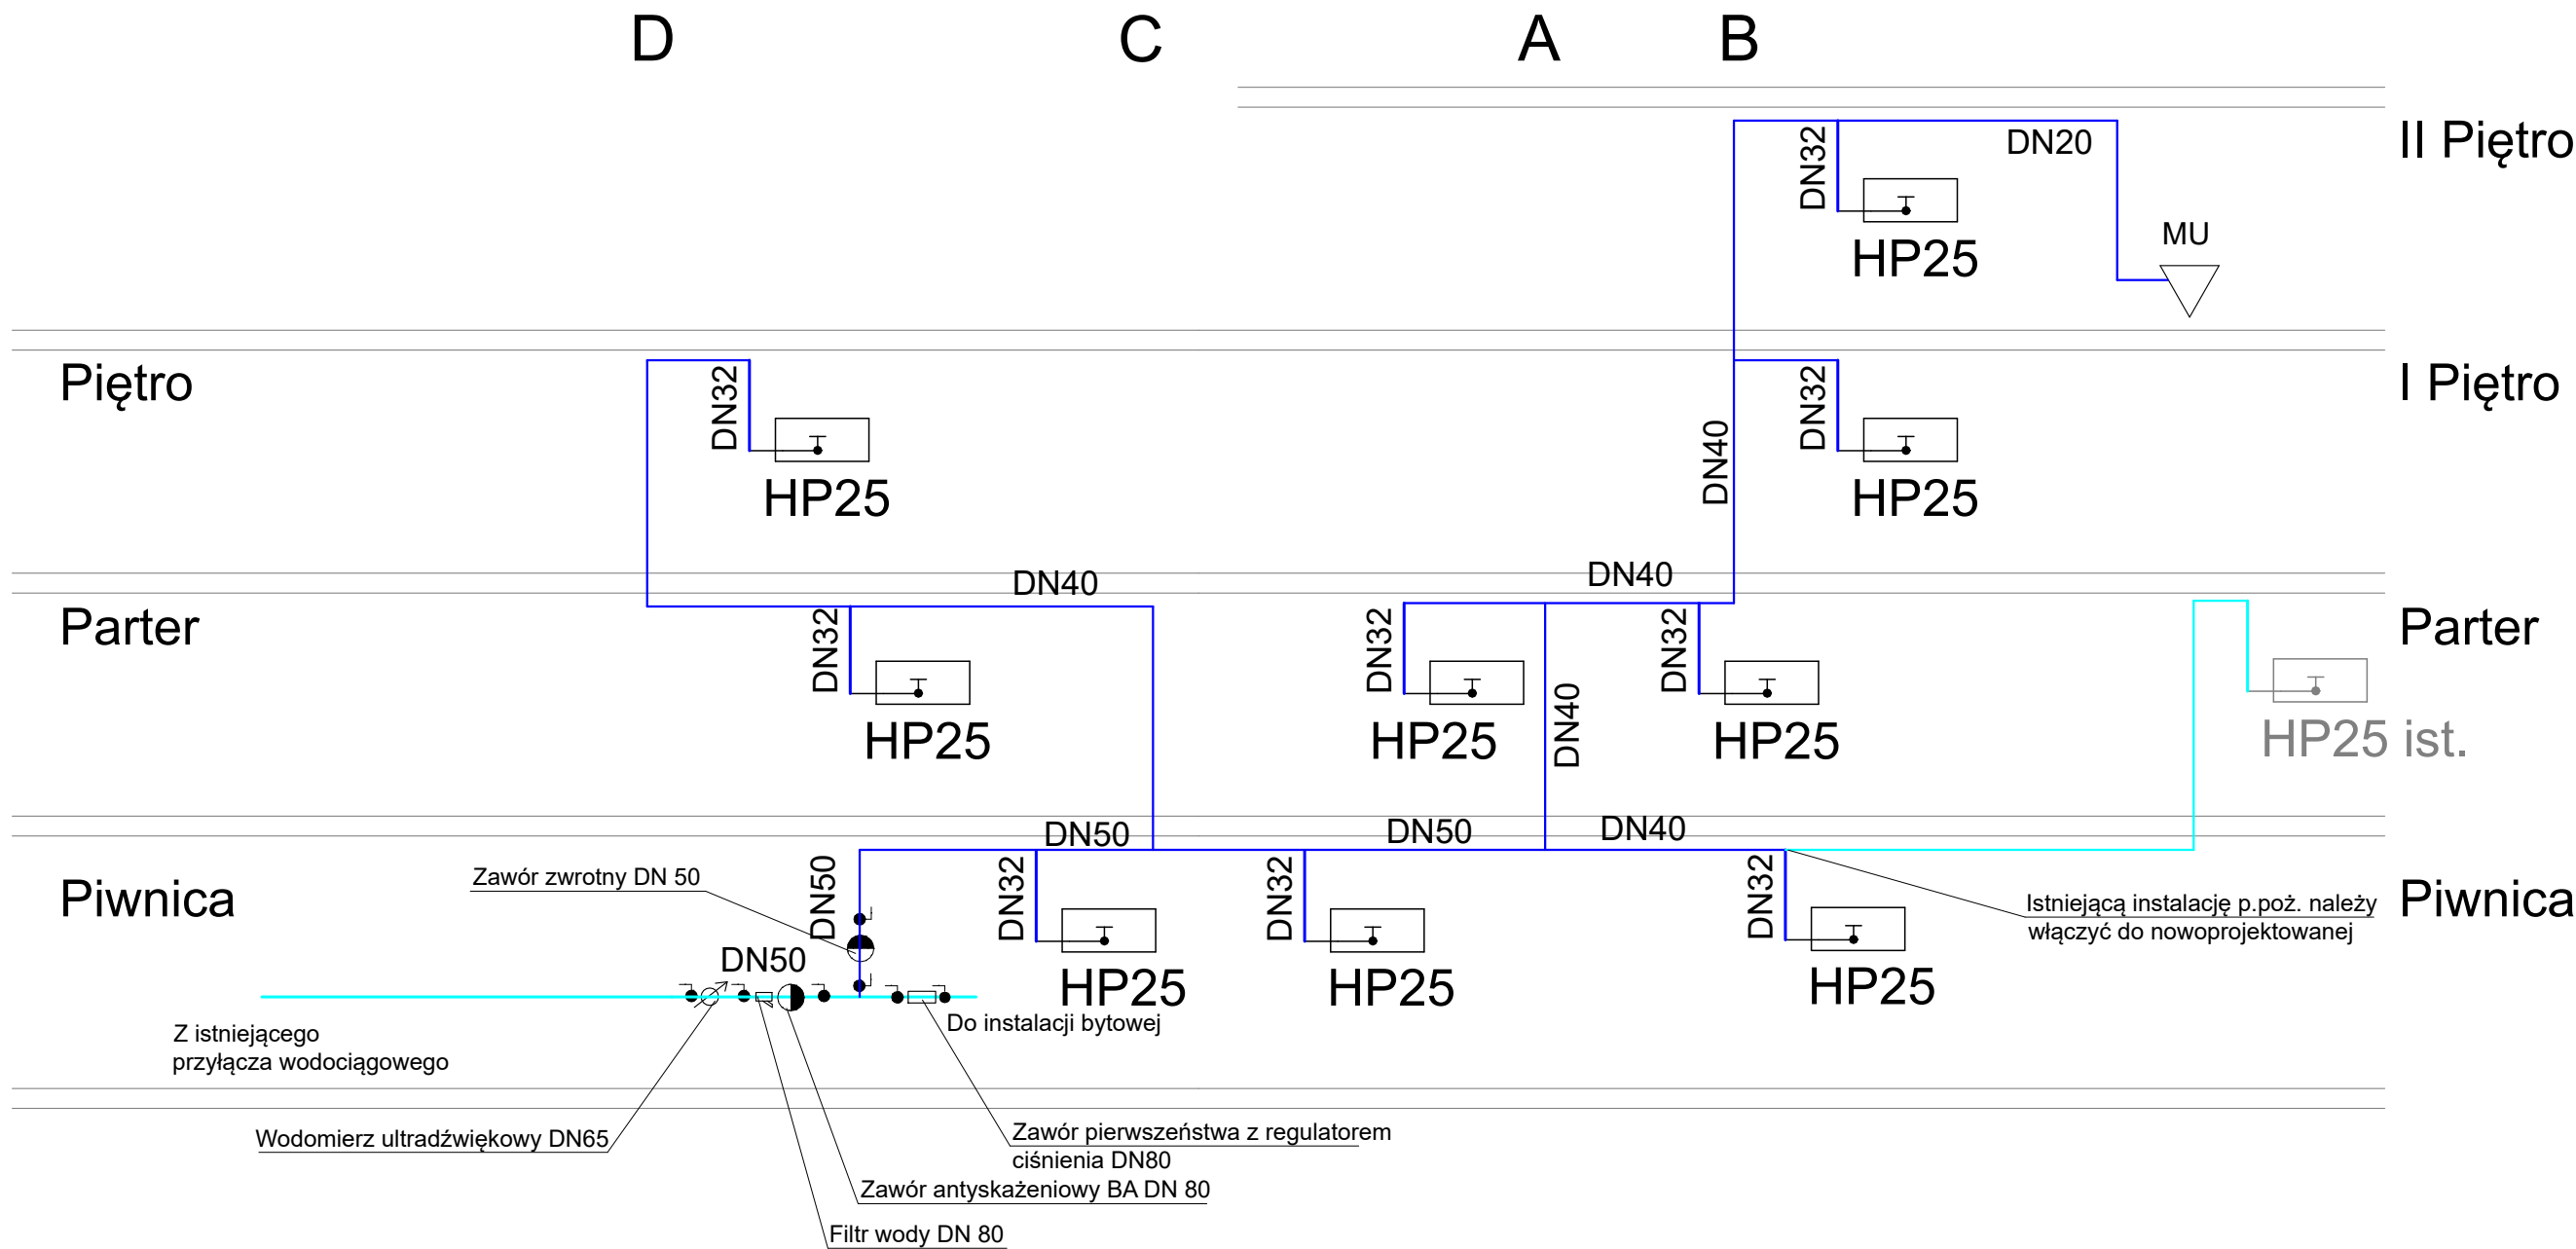 D
C
A
B
II Piętro
DN32
DN20
HP25
MU
Piętro
I Piętro
DN32
HP25
DN40
DN32
HP25
DN40
DN40
Parter
Parter
DN32
HP25
DN32
HP25
DN40
DN32
HP25
HP25 ist.
DN50
DN50
DN40
Piwnica
Piwnica
Zawór zwrotny DN 50
DN50
DN50
DN32
HP25
DN32
HP25
DN32
HP25
Istniejącą instalację p.poż. należy
włączyć do nowoprojektowanej
Z istniejącego
przyłącza wodociągowego
Do instalacji bytowej
Wodomierz ultradźwiękowy DN65
Zawór pierwszeństwa z regulatorem
ciśnienia DN80
Zawór antyskażeniowy BA DN 80
Filtr wody DN 80